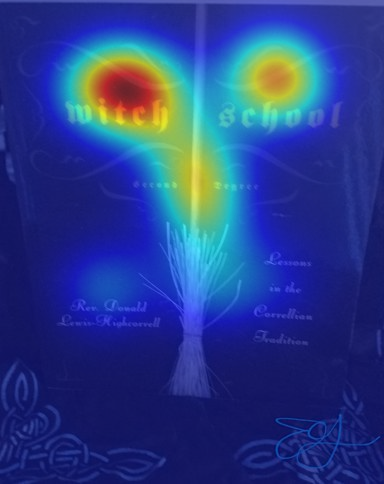 witch school
Second Degree
Lessons
in the
Correllian
Tradition
Rev. Donald
Lewis-Highcorrell